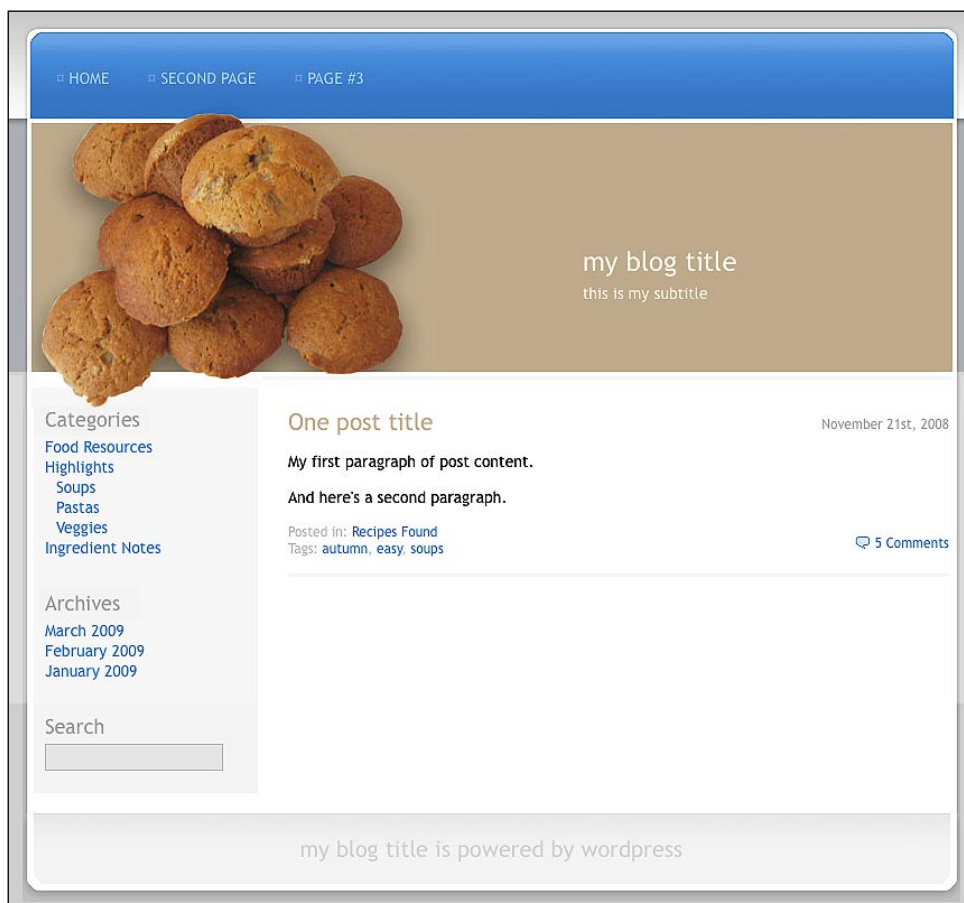 HOME SECOND PAGE PAGE #3
my blog title
this is my subtitle
Categories
Food Resources
Highlights
Soups
Pastas
Veggies
Ingredient Notes
Archives
March 2009
February 2009
January 2009
Search
One post title November 21st, 2008
My first paragraph of post content.
And here's a second paragraph.
Posted in: Recipes Found
Tags: autumn, easy, soups
5 Comments
my blog title is powered by wordpress